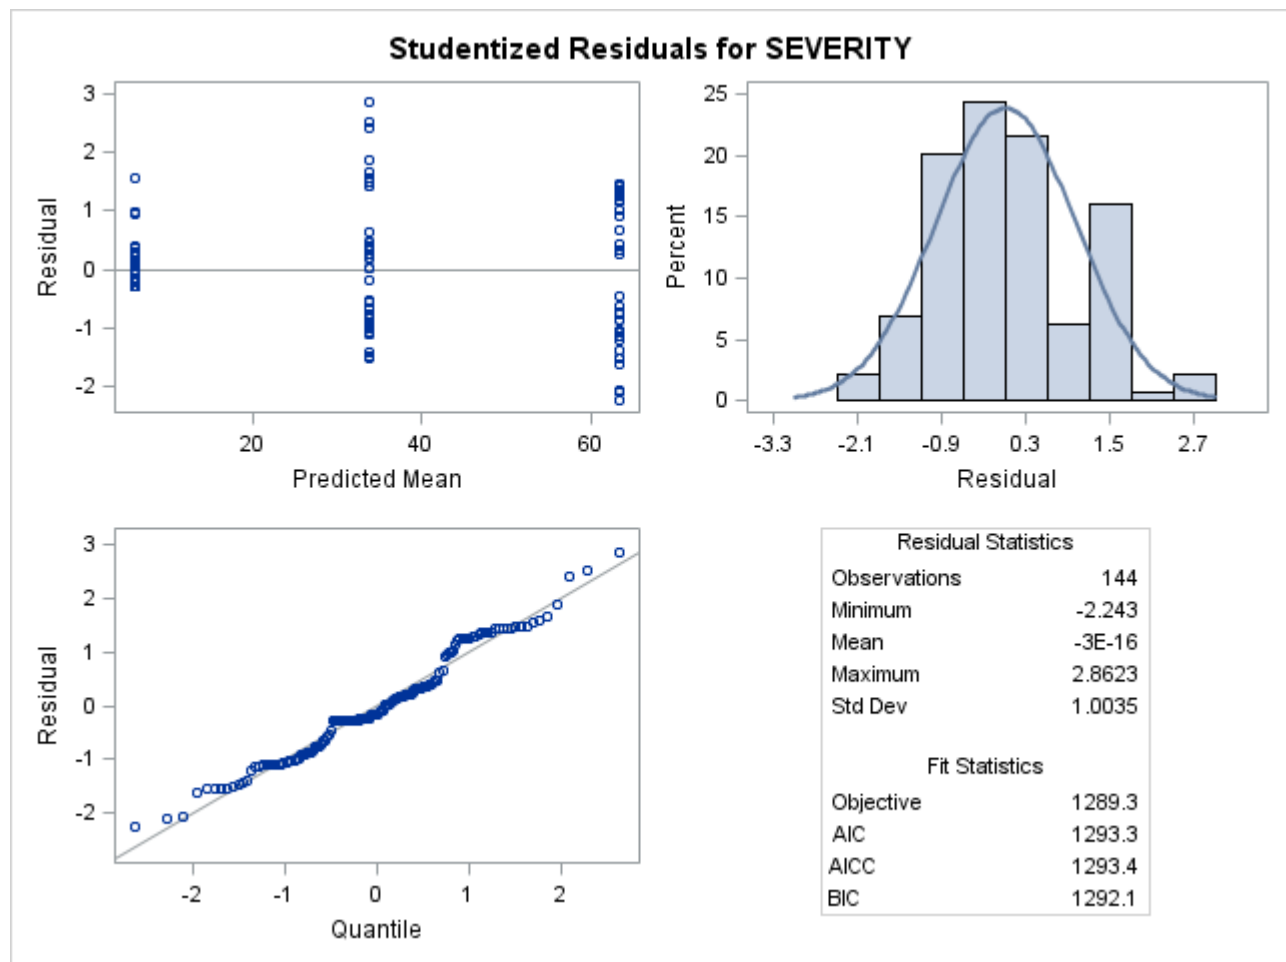 Studentized Residuals for SEVERITY
3
2
1
0
-1
-2
Residual
20 40 60
Predicted Mean
25
20
15
10
5
0
Percent
-3.3 -2.1 -0.9 0.3 1.5 2.7
Residual
3
2
1
0
-1
-2
Residual
-2 -1 0 1 2
Quantile
Residual Statistics
Observations 144
Minimum -2.243
Mean -3E-16
Maximum 2.8623
Std Dev 1.0035
Fit Statistics
Objective 1289.3
AIC 1293.3
AICC 1293.4
BIC 1292.1